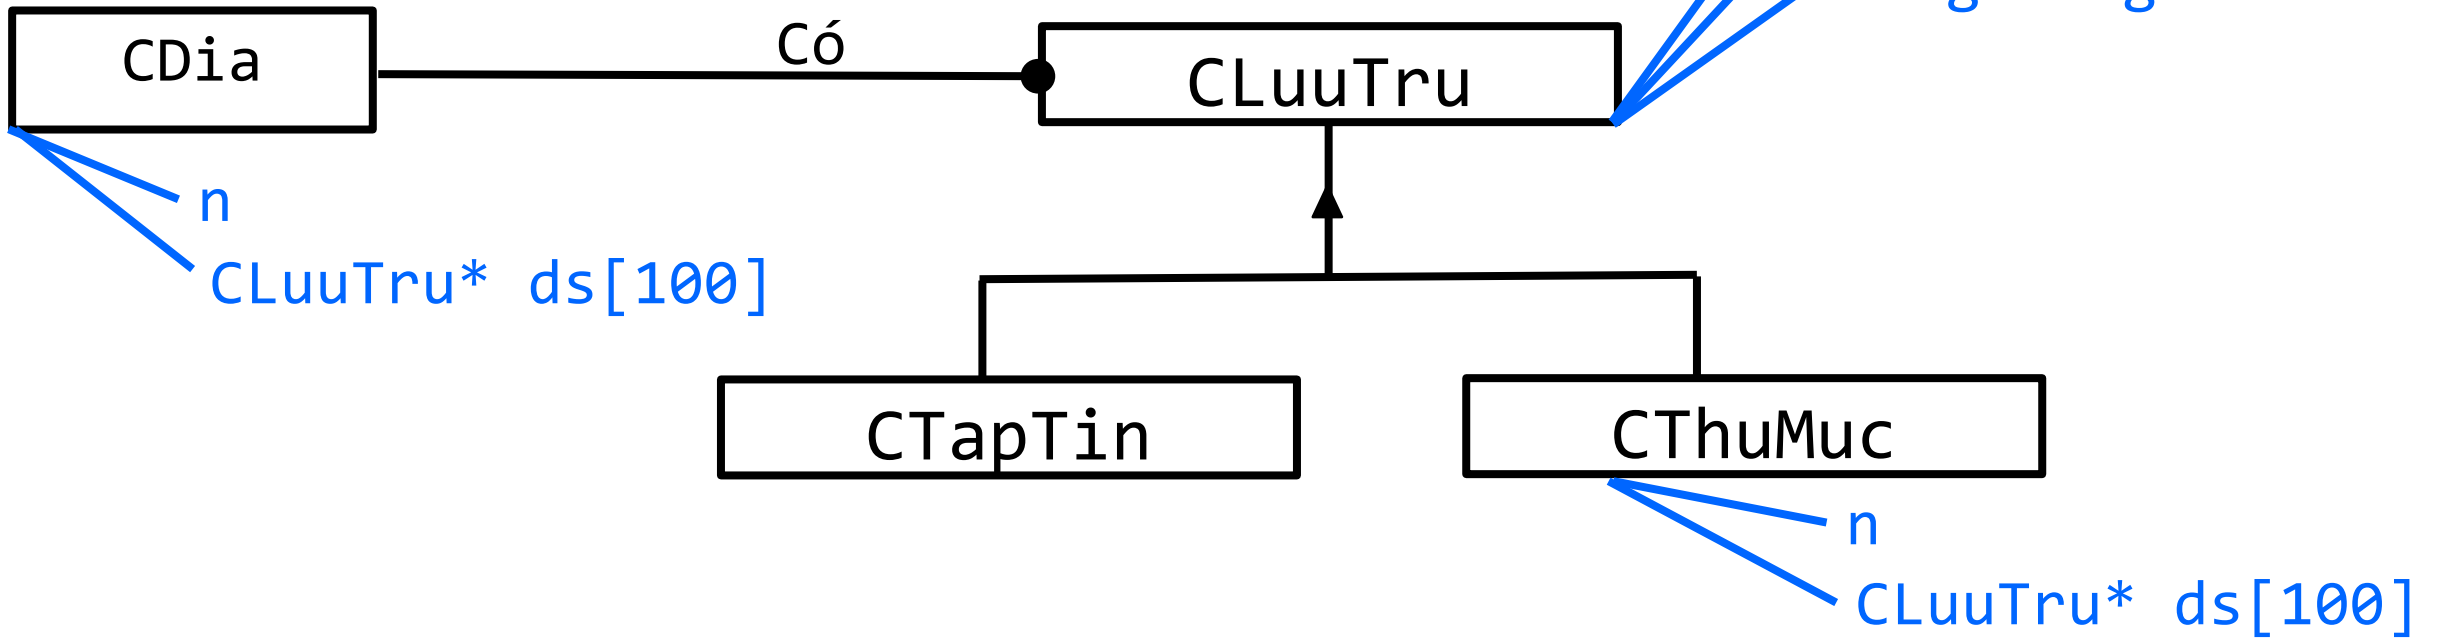 CDia
Có
CLuuTru
n
CLuuTru* ds[100]
CTapTin
CThuMuc
n
CLuuTru* ds[100]